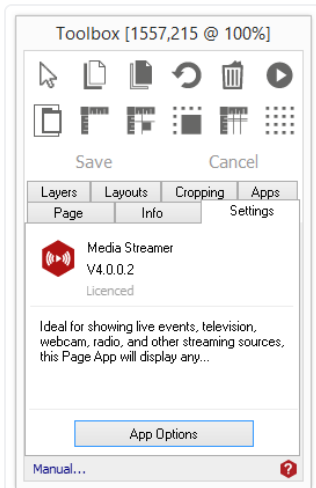 Toolbox [1557,215 @ 100%]
Save Cancel
Layers Layouts Cropping Apps
Page Info Settings
Media Streamer
V4.0.0.2
Licenced
Ideal for showing live events, television,
webcam, radio, and other streaming sources,
this Page App will display any...
App Options
Manual... ?